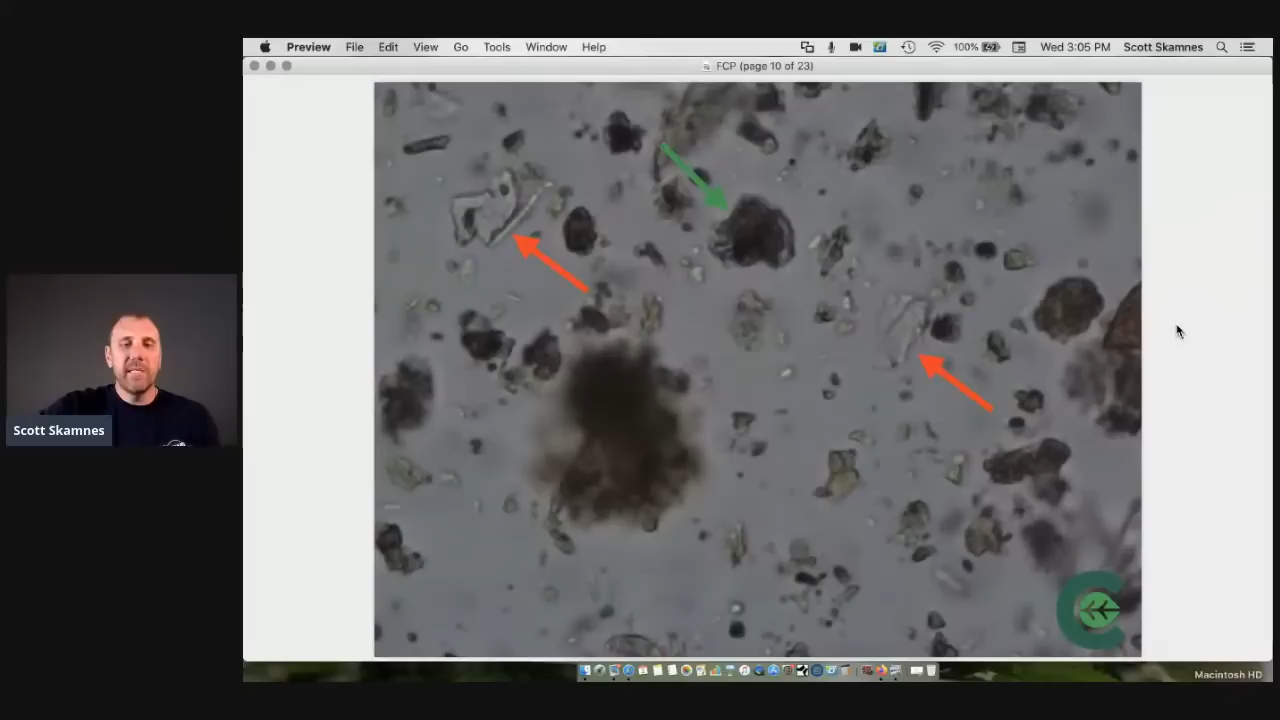 Preview File Edit View Go Tools Window Help 100% Wed 3:05 PM Scott Skamnes
FCP (page 10 of 23)
Scott Skamnes
Macintosh HD